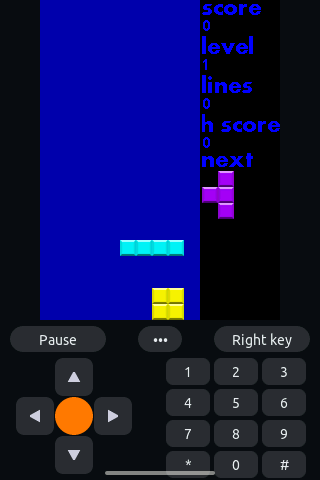 score
0
level
1
lines
0
h score
0
next
Pause
•••
Right key
1 2 3
4 5 6
7 8 9
* 0 #